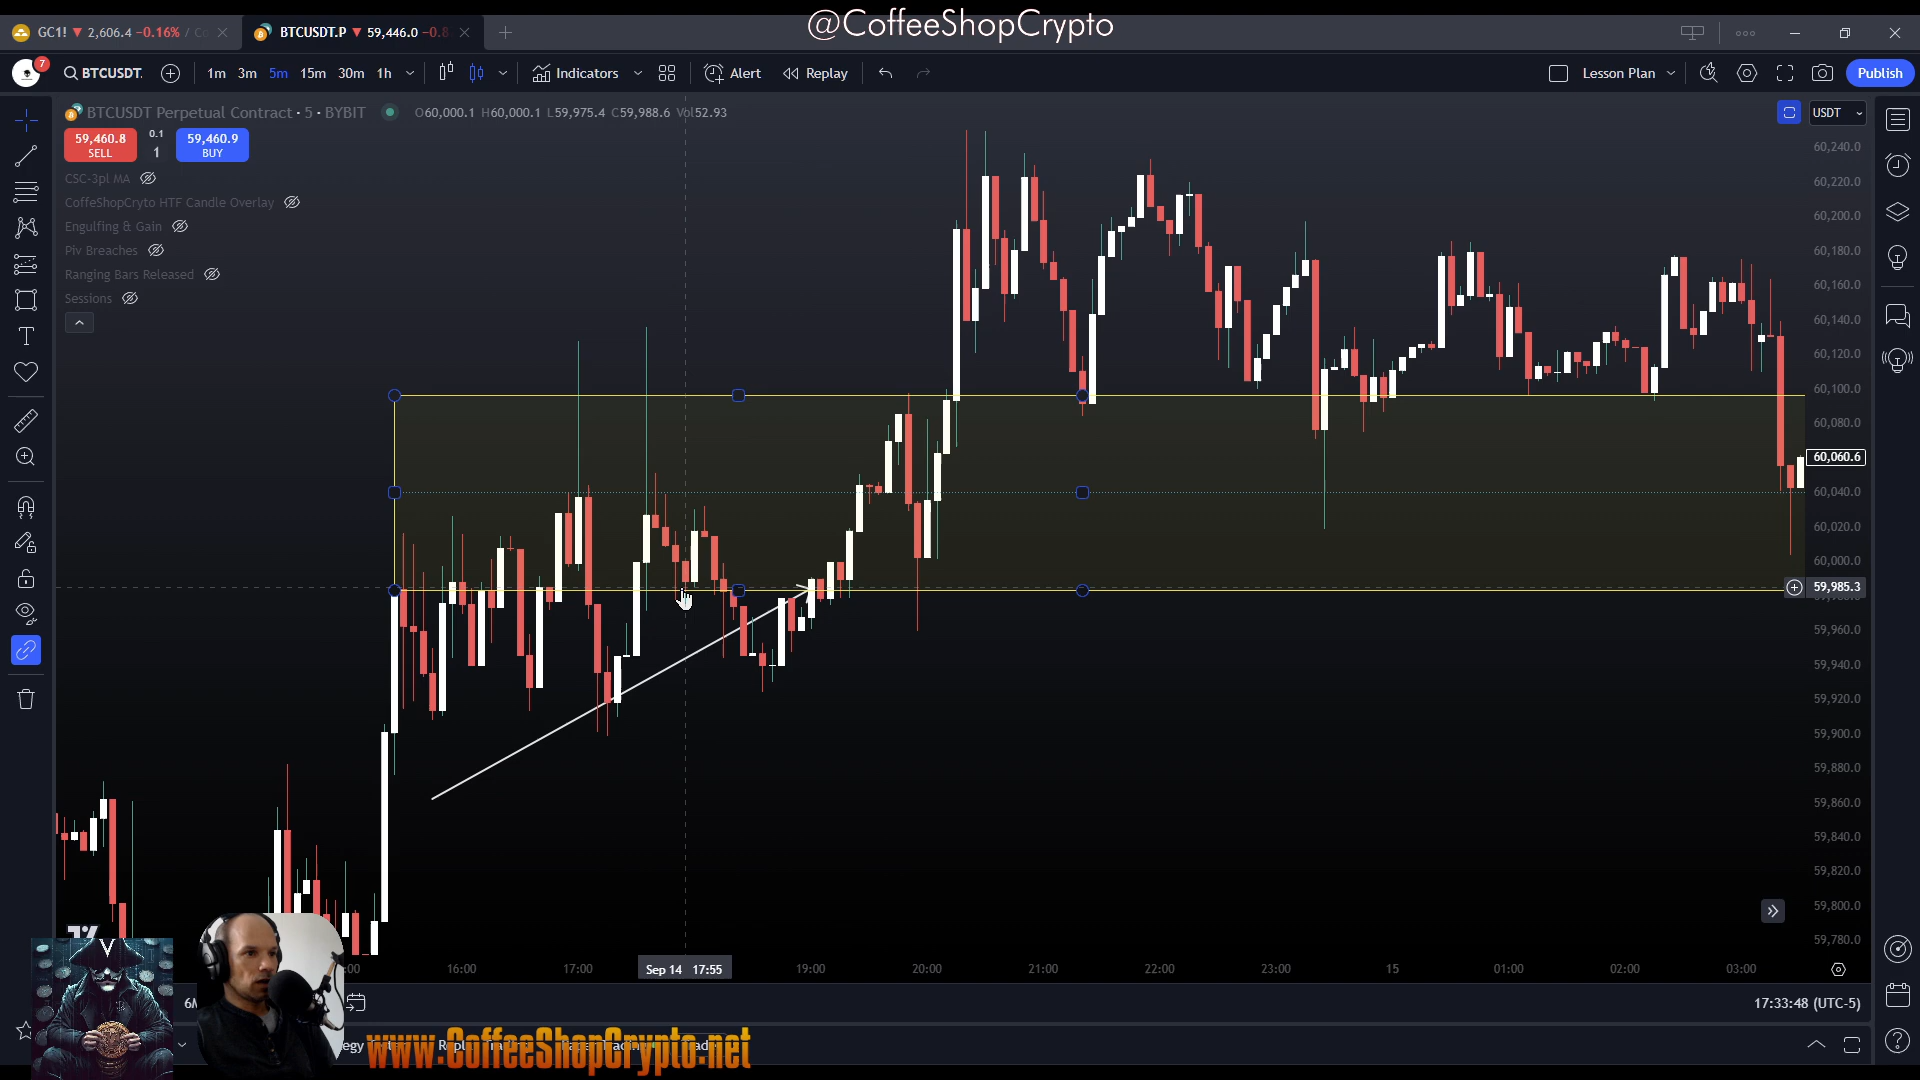 @CoffeeShopCrypto
GC1! ▼ 2,606.4 −0.16% / Co
BTCUSDT.P ▼ 59,446.0 −0.8
7
BTCUSDT. 1m 3m 5m 15m 30m 1h Indicators Alert Replay Lesson Plan Publish
BTCUSDT Perpetual Contract · 5 · BYBIT O60,000.1 H60,000.1 L59,975.4 C59,988.6 Vol52.93
USDT
59,460.8 SELL
0.1
1
59,460.9 BUY
CSC-3pl MA
CoffeShopCryto HTF Candle Overlay
Engulfing & Gain
Piv Breaches
Ranging Bars Released
Sessions
60,240.0
60,220.0
60,200.0
60,180.0
60,160.0
60,140.0
60,120.0
60,100.0
60,080.0
60,060.6
60,040.0
60,020.0
60,000.0
59,985.3
59,960.0
59,940.0
59,920.0
59,900.0
59,880.0
59,860.0
59,840.0
59,820.0
59,800.0
59,780.0
16:00 17:00 Sep 14 17:55 19:00 20:00 21:00 22:00 23:00 15 01:00 02:00 03:00
17:33:48 (UTC-5)
www.CoffeeShopCrypto.net